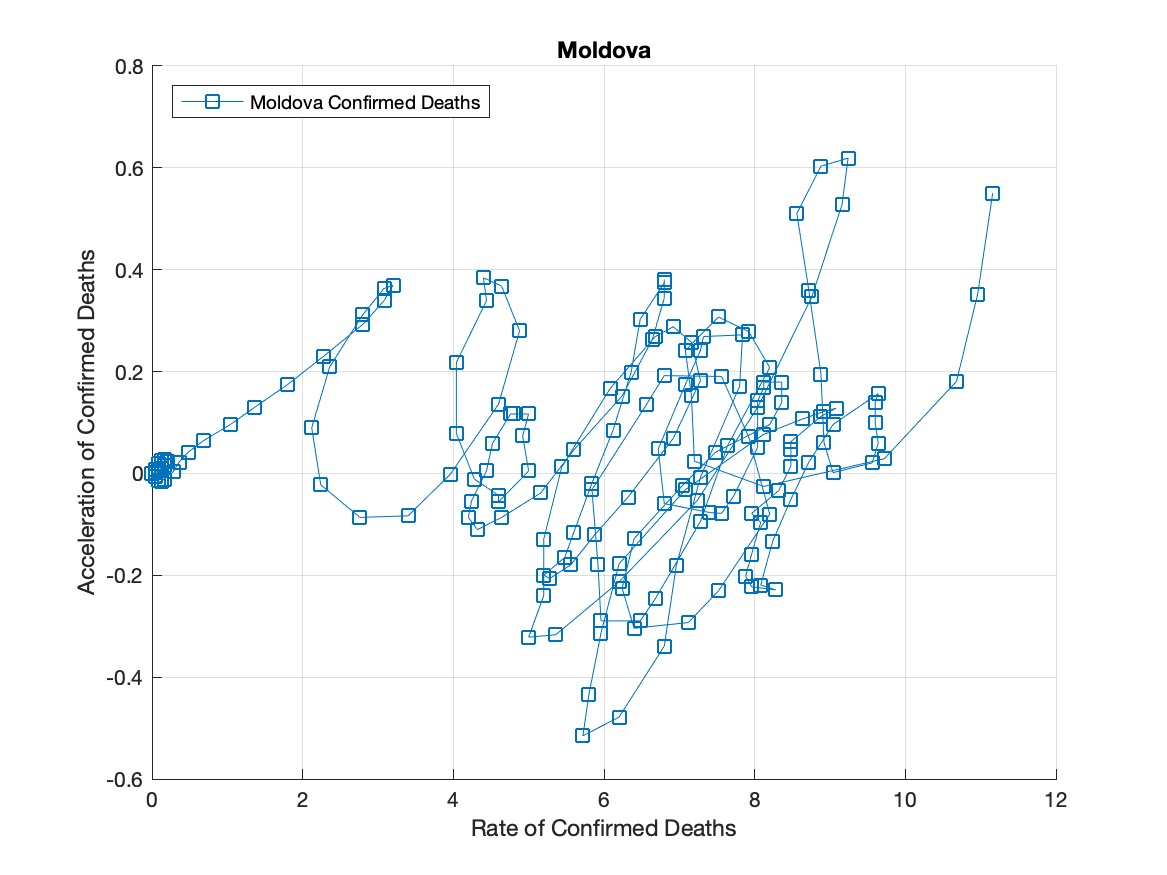 Moldova
0.8
Moldova Confirmed Deaths
0.6
0.4
0.2
0
-0.2
-0.4
-0.6
Acceleration of Confirmed Deaths
0 2 4 6 8 10 12
Rate of Confirmed Deaths